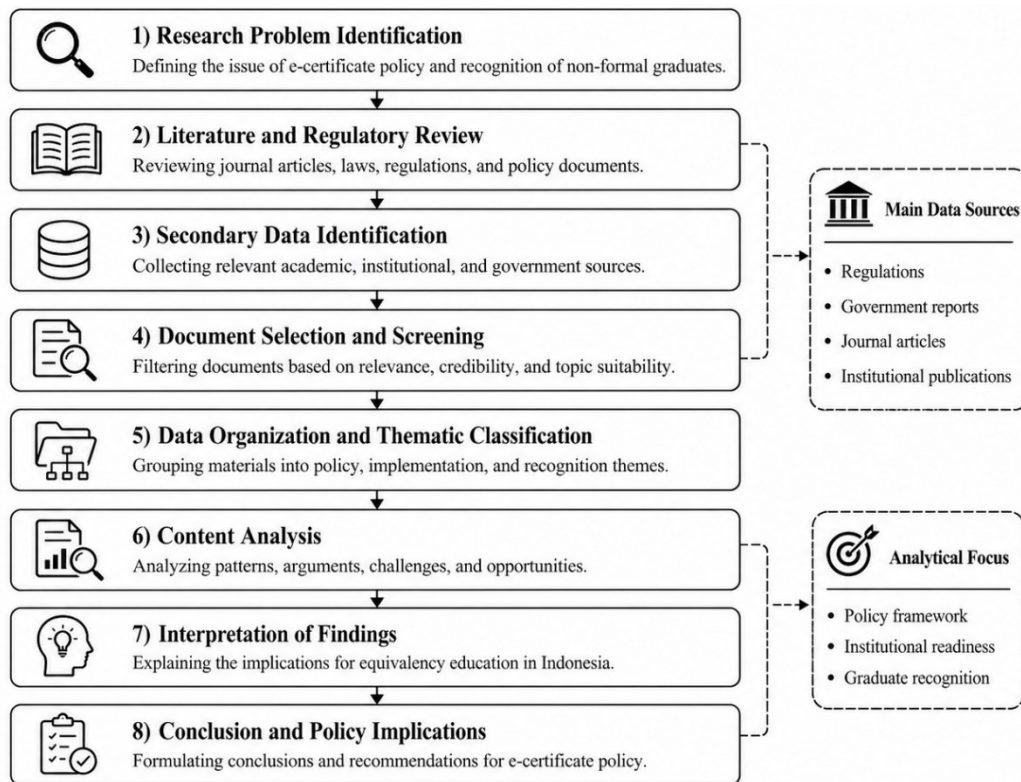 1) Research Problem Identification
Defining the issue of e-certificate policy and recognition of non-formal graduates.
2) Literature and Regulatory Review
Reviewing journal articles, laws, regulations, and policy documents.
3) Secondary Data Identification
Collecting relevant academic, institutional, and government sources.
4) Document Selection and Screening
Filtering documents based on relevance, credibility, and topic suitability.
5) Data Organization and Thematic Classification
Grouping materials into policy, implementation, and recognition themes.
6) Content Analysis
Analyzing patterns, arguments, challenges, and opportunities.
7) Interpretation of Findings
Explaining the implications for equivalency education in Indonesia.
8) Conclusion and Policy Implications
Formulating conclusions and recommendations for e-certificate policy.
Main Data Sources
• Regulations
• Government reports
• Journal articles
• Institutional publications
Analytical Focus
• Policy framework
• Institutional readiness
• Graduate recognition